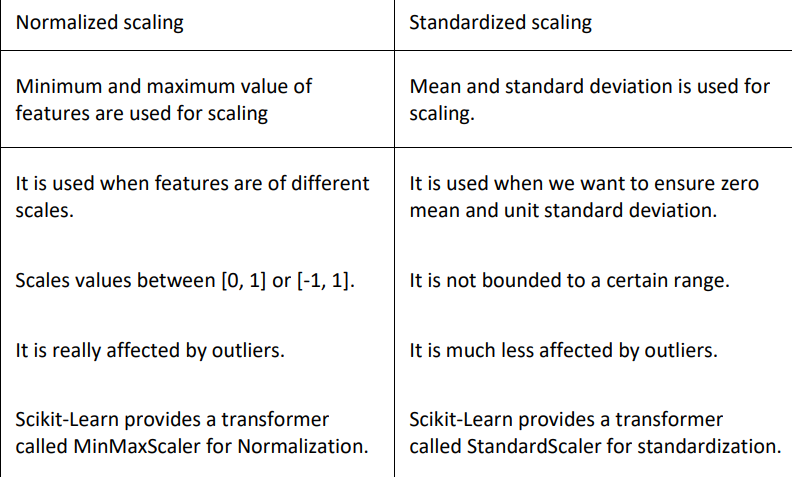 Normalized scaling
Standardized scaling
Minimum and maximum value of
features are used for scaling
Mean and standard deviation is used for
scaling.
It is used when features are of different
scales.
It is used when we want to ensure zero
mean and unit standard deviation.
Scales values between [0, 1] or [-1, 1].
It is not bounded to a certain range.
It is really affected by outliers.
It is much less affected by outliers.
Scikit-Learn provides a transformer
called MinMaxScaler for Normalization.
Scikit-Learn provides a transformer
called StandardScaler for standardization.